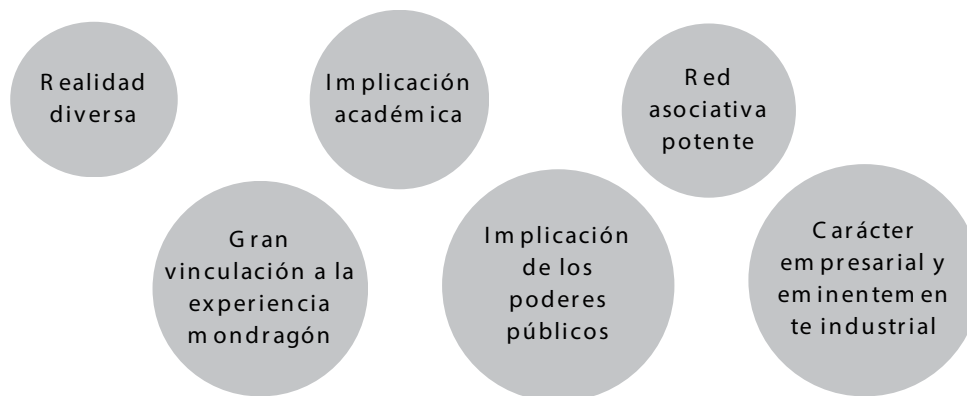 Realidad
diversa
Implicación
académica
Red
asociativa
potente
Gran
vinculación a la
experiencia
mondragón
Implicación
de los
poderes
públicos
Carácter
empresarial y
eminentemen
te industrial